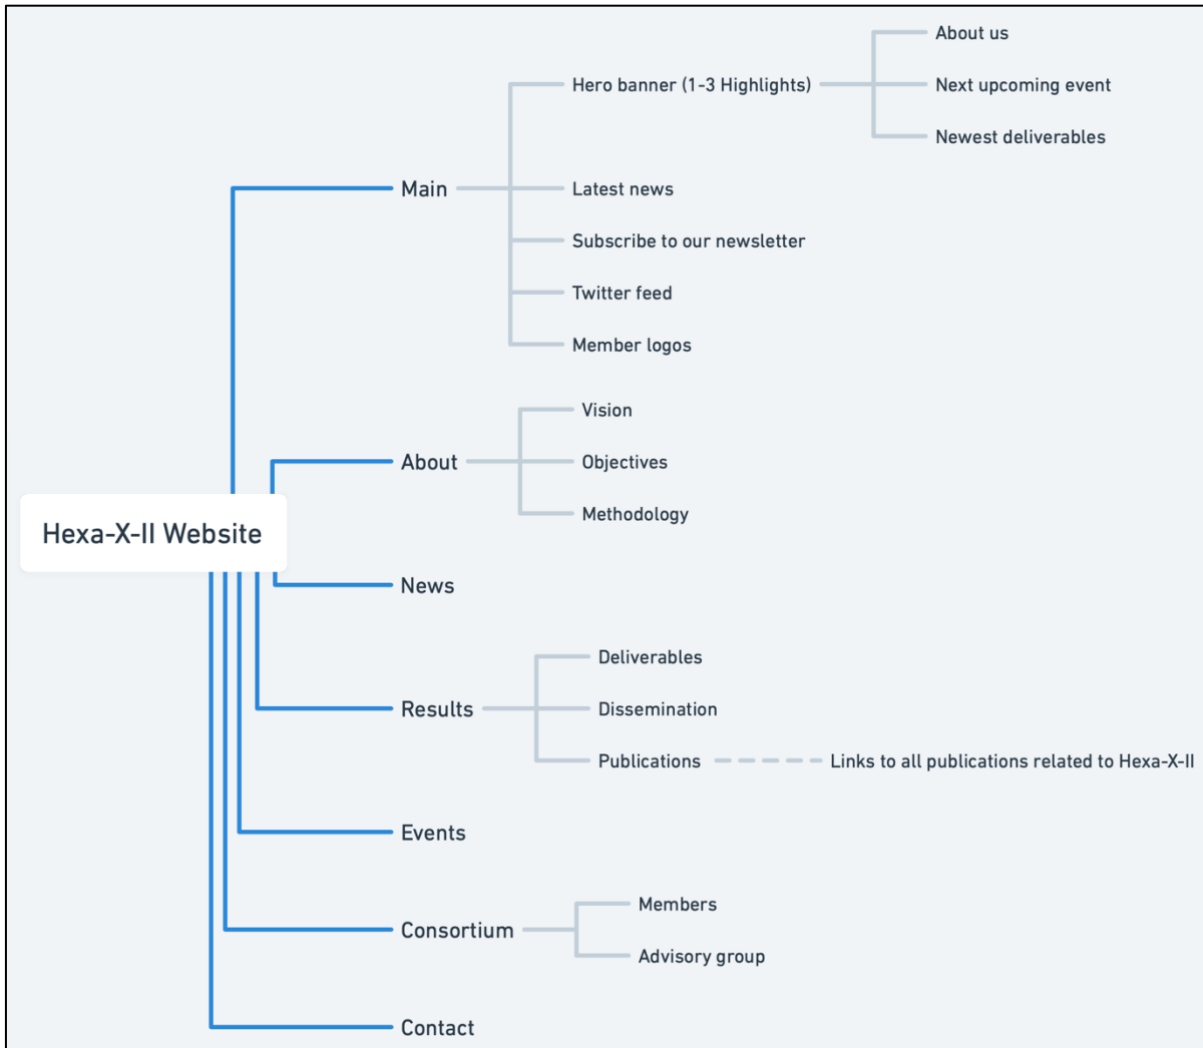 About us
Hero banner (1-3 Highlights)
Next upcoming event
Newest deliverables
Main
Latest news
Subscribe to our newsletter
Twitter feed
Member logos
Vision
About
Objectives
Methodology
Hexa-X-II Website
News
Deliverables
Results
Dissemination
Publications
Links to all publications related to Hexa-X-II
Events
Members
Consortium
Advisory group
Contact